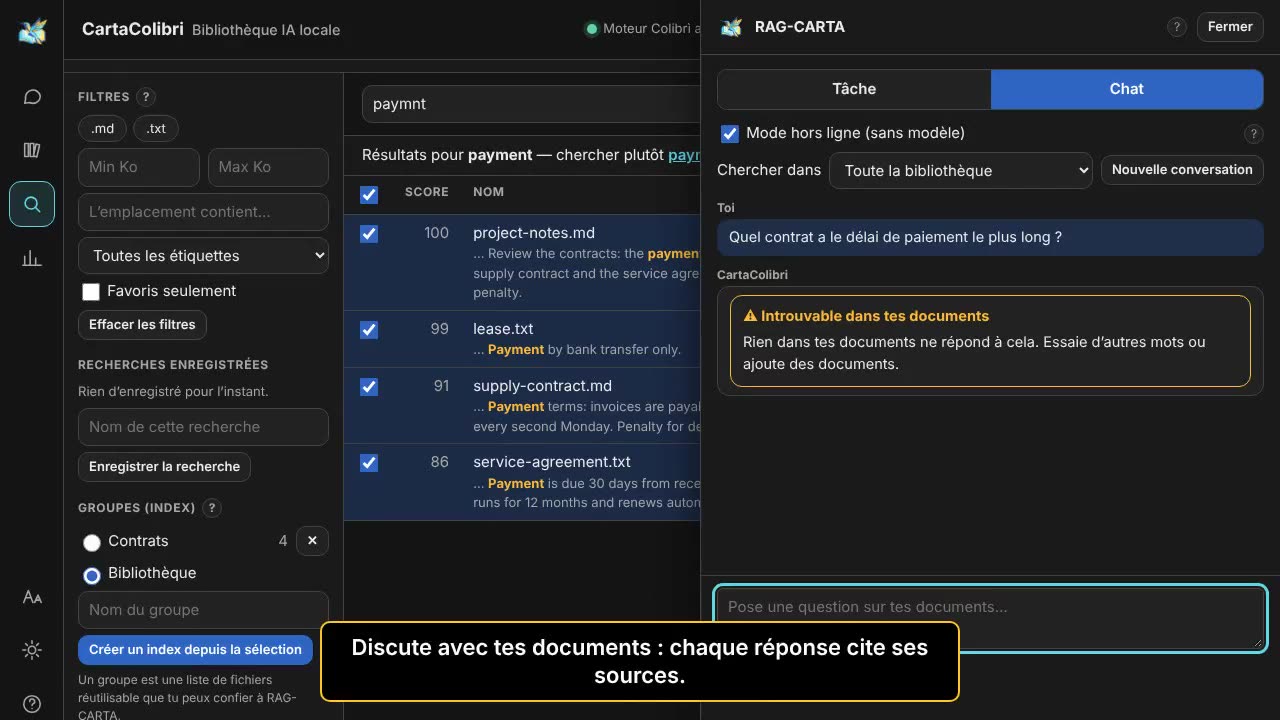 CartaColibri Bibliothèque IA locale
Moteur Colibri a
FILTRES ?
.md .txt
Min Ko Max Ko
L’emplacement contient…
Toutes les étiquettes
Favoris seulement
Effacer les filtres
RECHERCHES ENREGISTRÉES
Rien d’enregistré pour l’instant.
Nom de cette recherche
Enregistrer la recherche
GROUPES (INDEX) ?
Contrats 4 ×
Bibliothèque
Nom du groupe
Créer un index depuis la sélection
Un groupe est une liste de fichiers
réutilisable que tu peux confier à RAG-
CARTA.
AA
?
paymnt
Résultats pour payment — chercher plutôt payr
SCORE NOM
100 project-notes.md
… Review the contracts: the paymen
supply contract and the service agre
penalty.
99 lease.txt
… Payment by bank transfer only.
91 supply-contract.md
… Payment terms: invoices are payal
every second Monday. Penalty for de
86 service-agreement.txt
… Payment is due 30 days from rece
runs for 12 months and renews auton
RAG-CARTA ? Fermer
Tâche Chat
Mode hors ligne (sans modèle) ?
Chercher dans Toute la bibliothèque Nouvelle conversation
Toi
Quel contrat a le délai de paiement le plus long ?
CartaColibri
⚠ Introuvable dans tes documents
Rien dans tes documents ne répond à cela. Essaie d’autres mots ou
ajoute des documents.
Pose une question sur tes documents…
Discute avec tes documents : chaque réponse cite ses
sources.